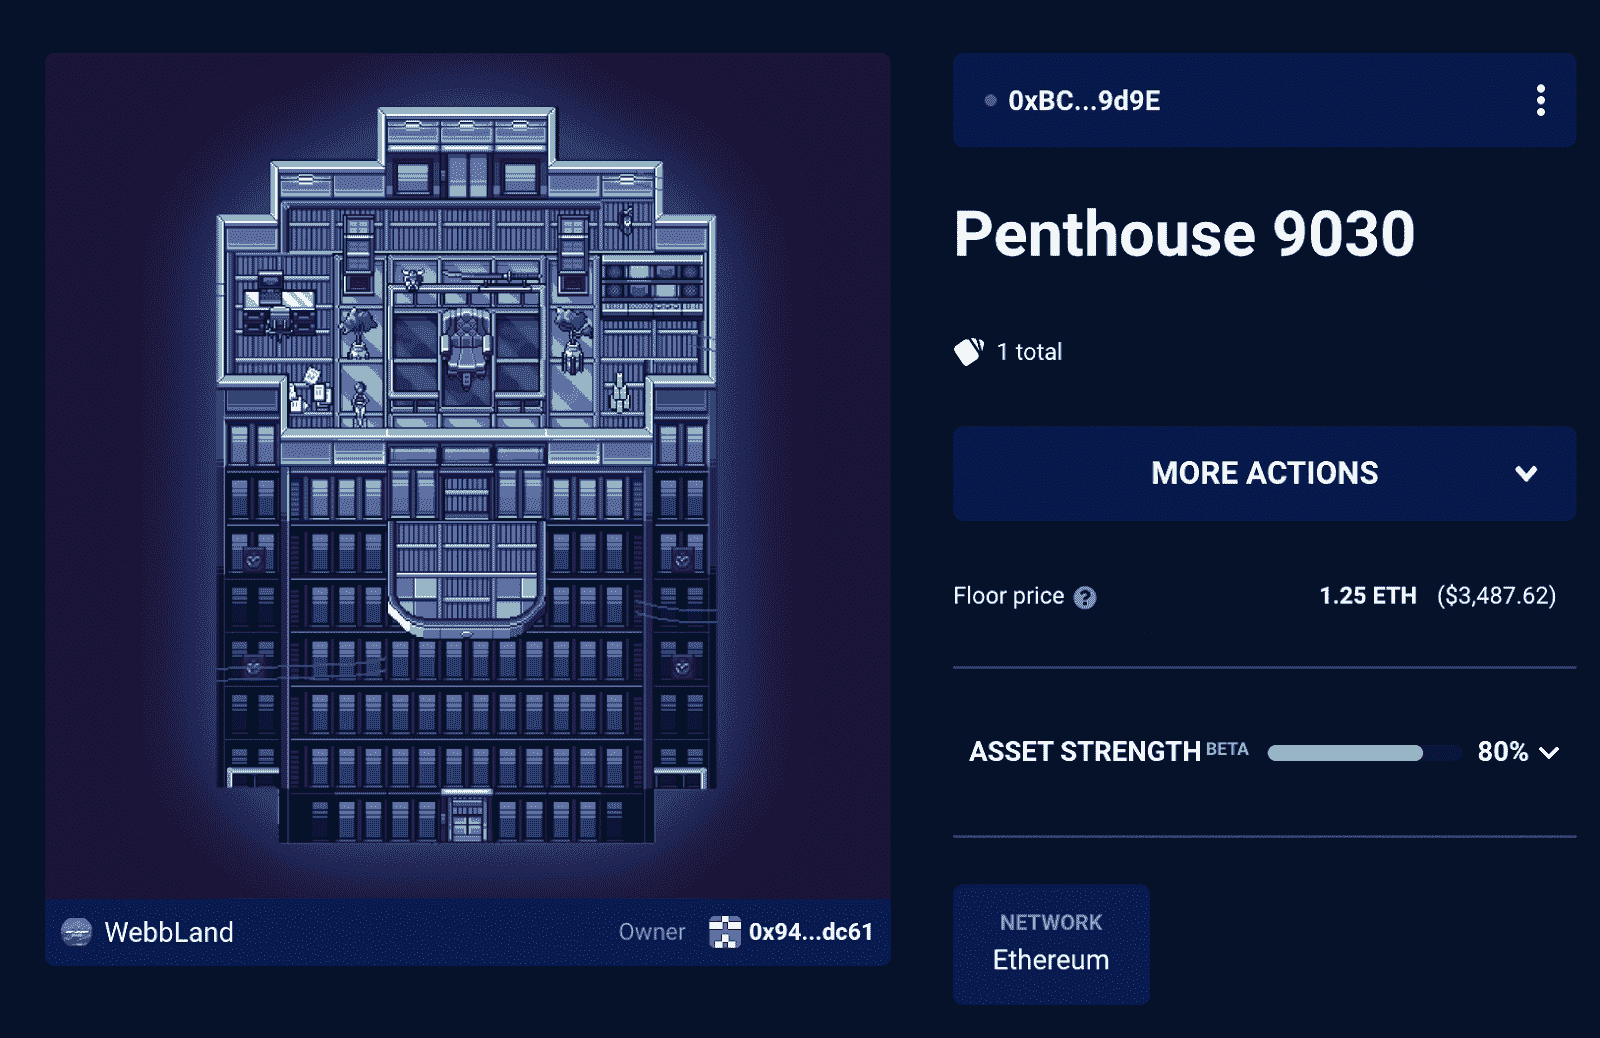 0xBC...9d9E
Penthouse 9030
1 total
MORE ACTIONS
Floor price ? 1.25 ETH ($3,487.62)
ASSET STRENGTH BETA 80%
NETWORK
Ethereum
WebbLand Owner 0x94...dc61